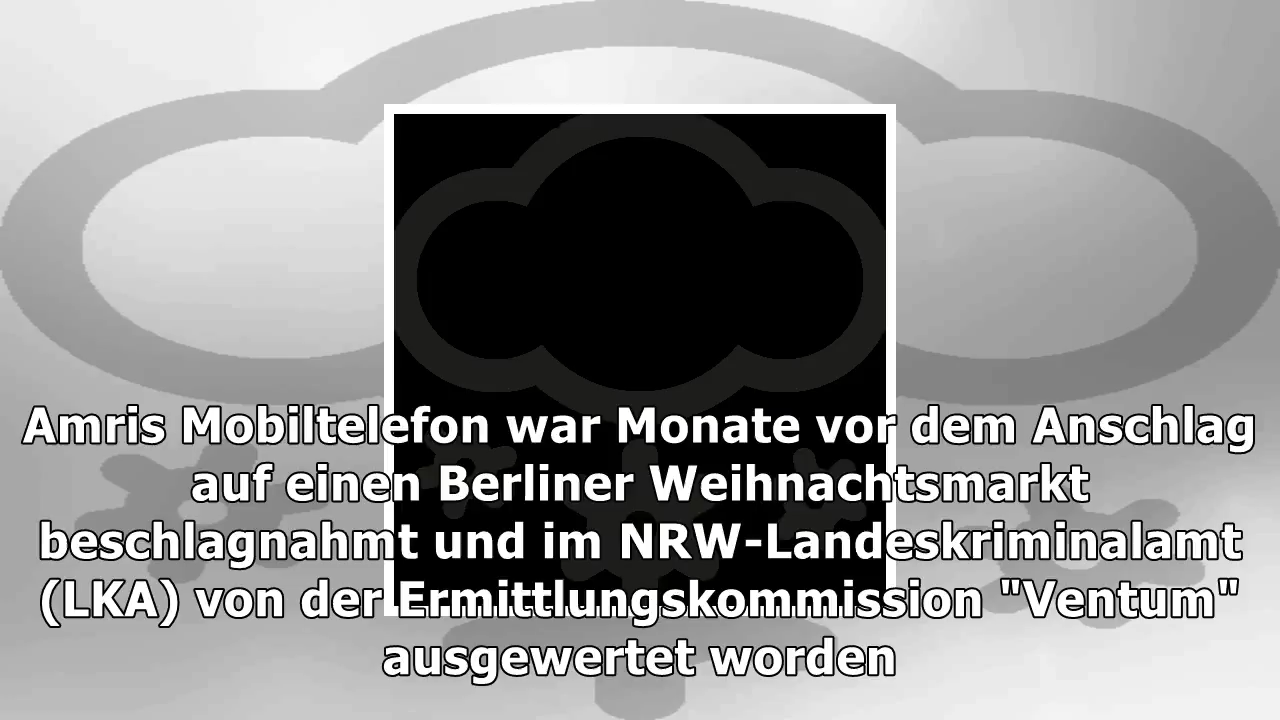 Amris Mobiltelefon war Monate vor dem Anschlag
auf einen Berliner Weihnachtsmarkt
beschlagnahmt und im NRW-Landeskriminalamt
(LKA) von der Ermittlungskommission "Ventum"
ausgewertet worden